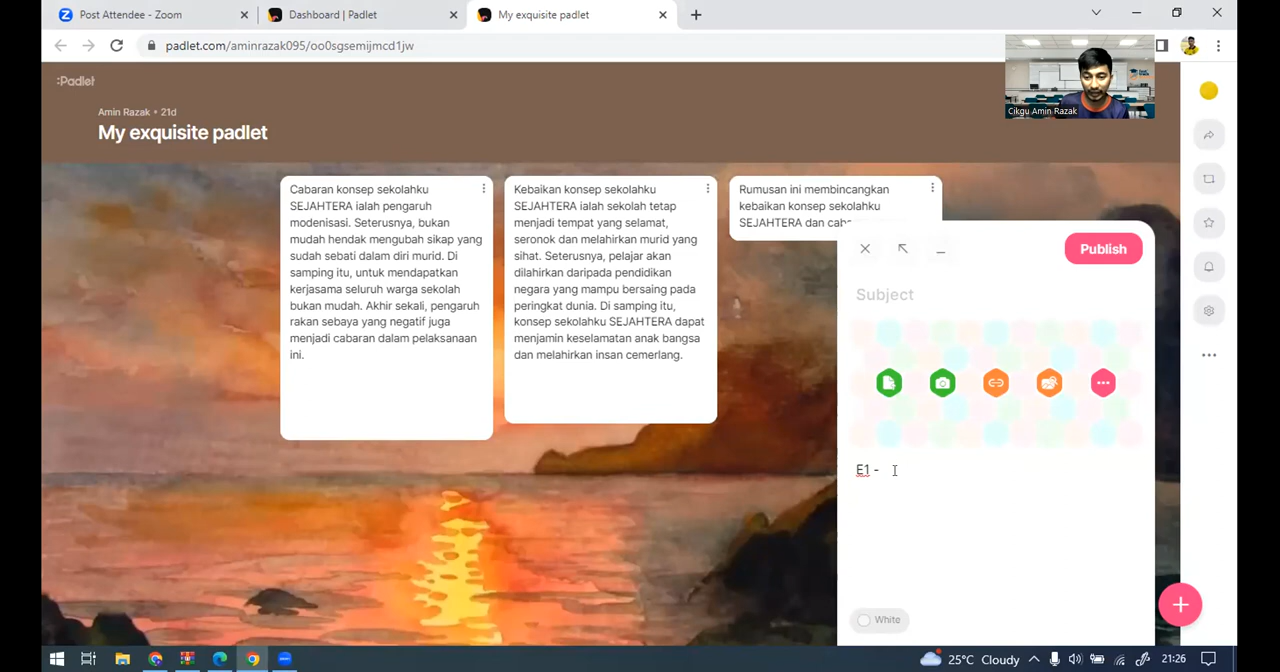 Post Attendee - Zoom
Dashboard | Padlet
My exquisite padlet
padlet.com/aminrazak095/oo0sgsemijmcd1jw
:Padlet
Amin Razak • 21d
My exquisite padlet
Cikgu Amin Razak
Cabaran konsep sekolahku
SEJAHTERA ialah pengaruh
modenisasi. Seterusnya, bukan
mudah hendak mengubah sikap yang
sudah sebati dalam diri murid. Di
samping itu, untuk mendapatkan
kerjasama seluruh warga sekolah
bukan mudah. Akhir sekali, pengaruh
rakan sebaya yang negatif juga
menjadi cabaran dalam pelaksanaan
ini.
Kebaikan konsep sekolahku
SEJAHTERA ialah sekolah tetap
menjadi tempat yang selamat,
seronok dan melahirkan murid yang
sihat. Seterusnya, pelajar akan
dilahirkan daripada pendidikan
negara yang mampu bersaing pada
peringkat dunia. Di samping itu,
konsep sekolahku SEJAHTERA dapat
menjamin keselamatan anak bangsa
dan melahirkan insan cemerlang.
Rumusan ini membincangkan
kebaikan konsep sekolahku
SEJAHTERA dan
Publish
Subject
E1 -
White
25°C Cloudy
21:26